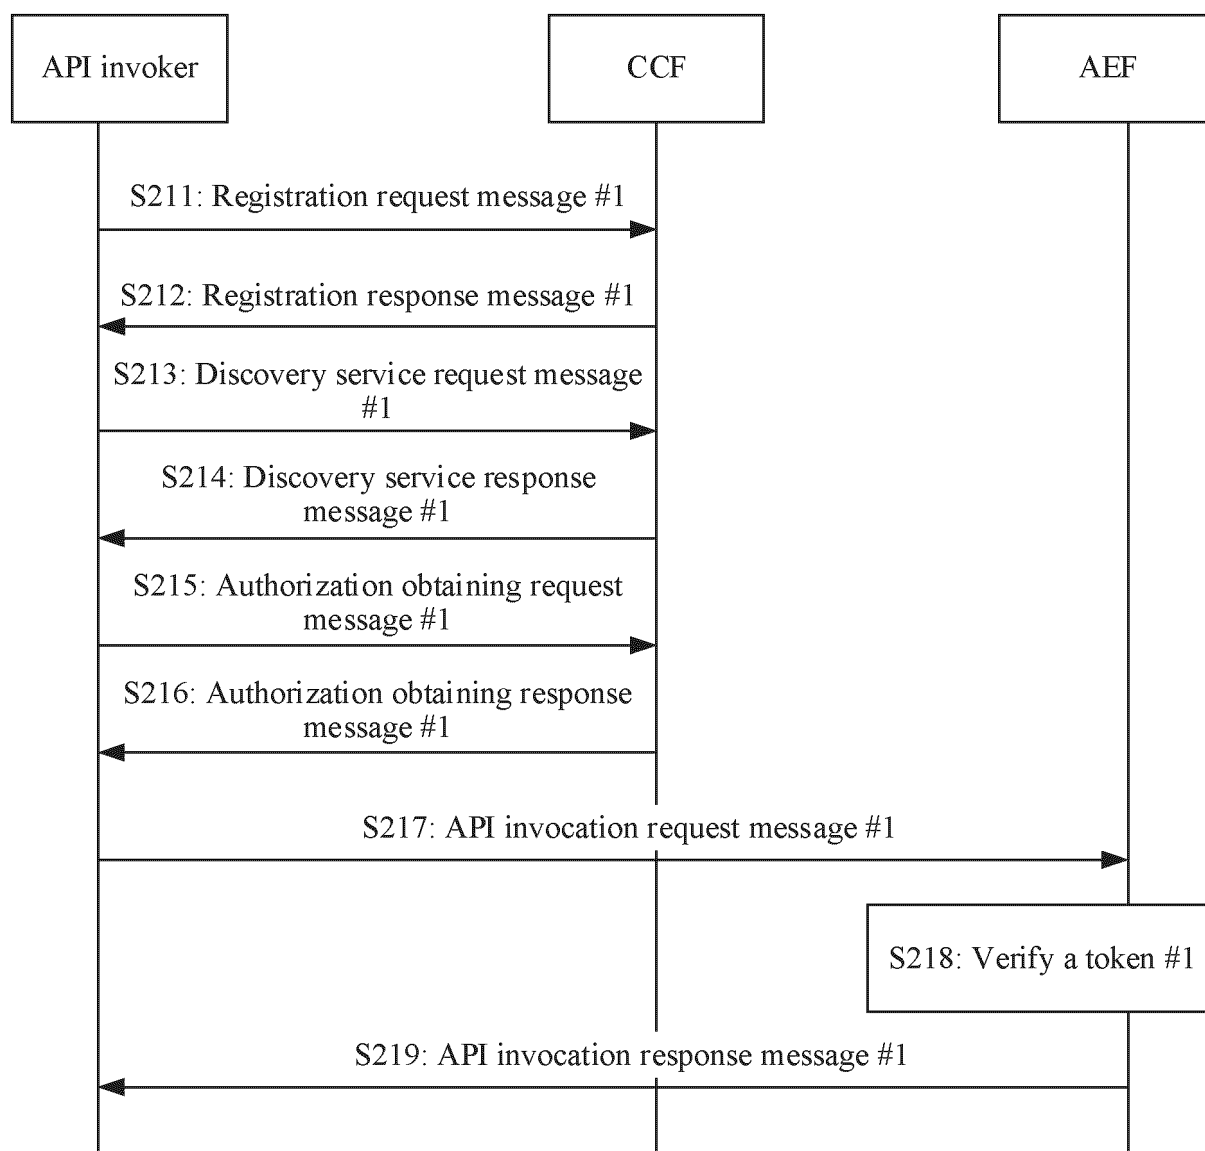 API invoker
CCF
AEF
S211: Registration request message #1
S212: Registration response message #1
S213: Discovery service request message
#1
S214: Discovery service response
message #1
S215: Authorization obtaining request
message #1
S216: Authorization obtaining response
message #1
S217: API invocation request message #1
S218: Verify a token #1
S219: API invocation response message #1